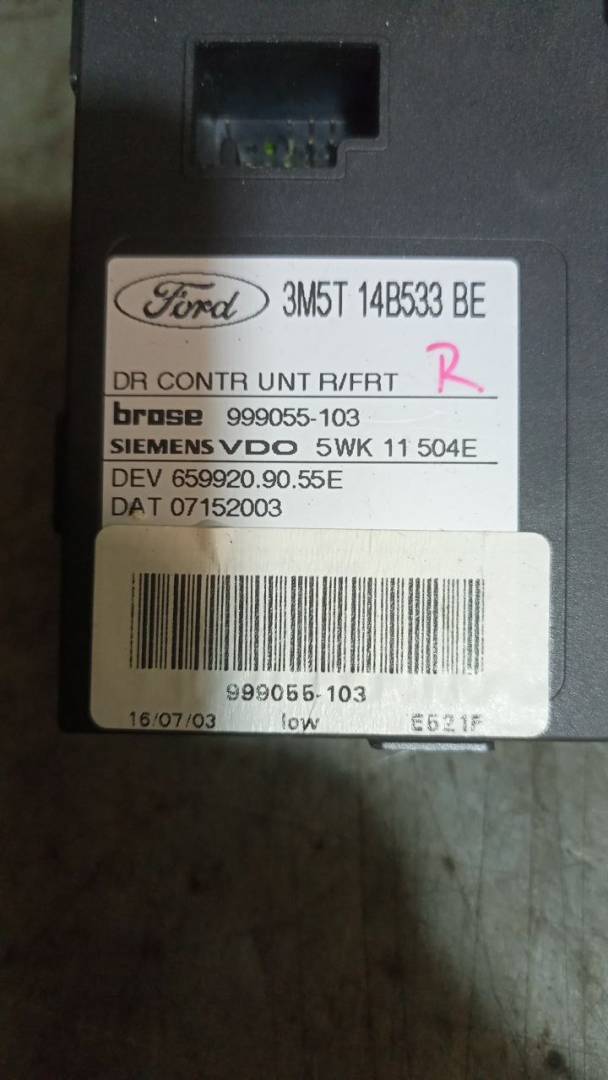 Ford 3M5T 14B533 BE
DR CONTR UNT R/FRT R
brose 999055-103
SIEMENS VDO 5WK 11 504E
DEV 659920.90.55E
DAT 07152003
999055-103
16/07/03 low E521F